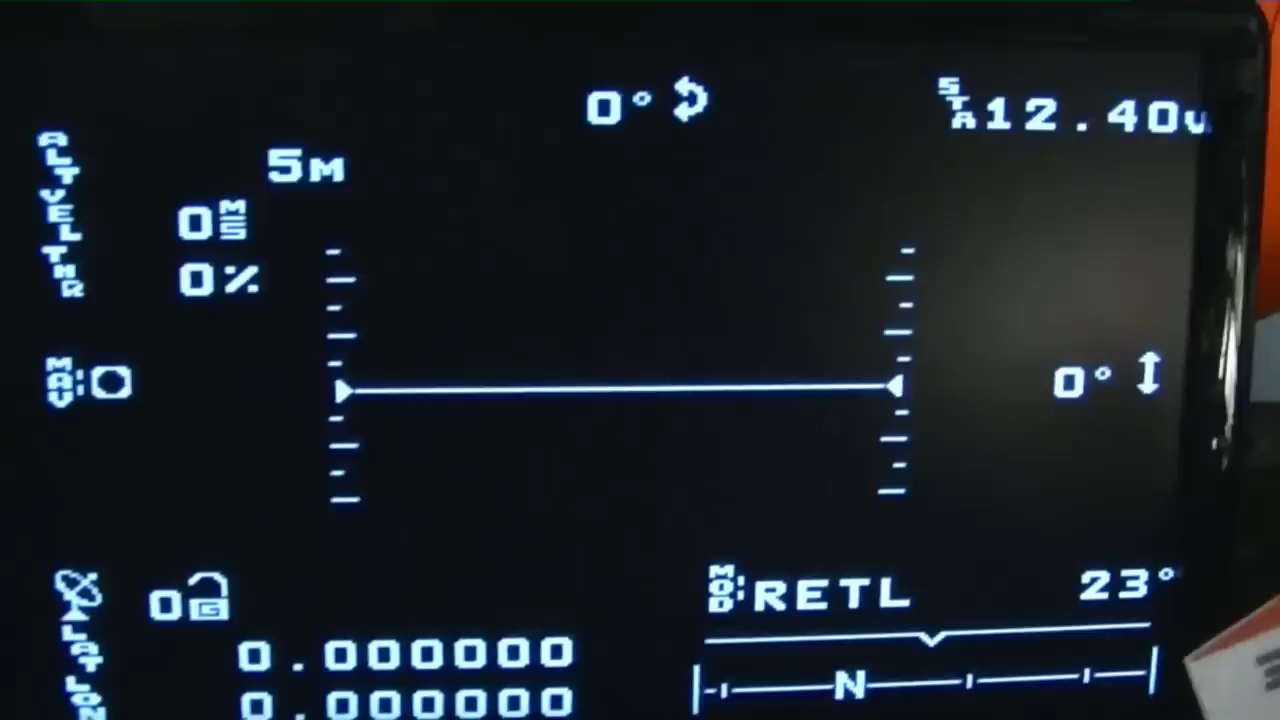 0°
STA 12.40v
ALT 5M
VEL 0 MS
THR 0%
MAV: 0°
0
MOD: RETL 23°
LAT 0.000000
LON 0.000000
N